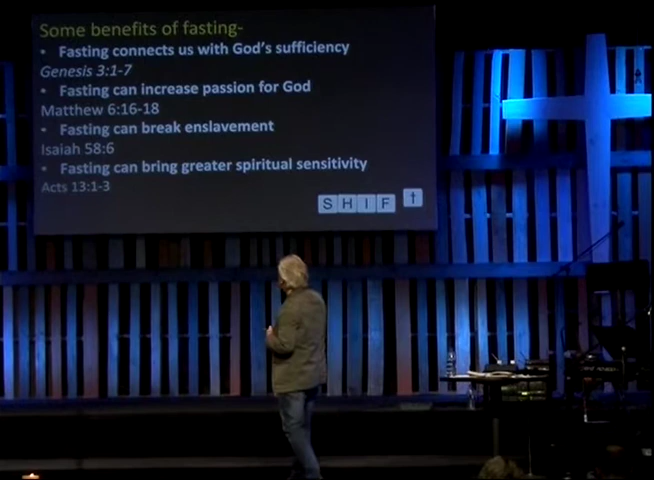 Some benefits of fasting-
• Fasting connects us with God's sufficiency
Genesis 3:1-7
• Fasting can increase passion for God
Matthew 6:16-18
• Fasting can break enslavement
Isaiah 58:6
• Fasting can bring greater spiritual sensitivity
Acts 13:1-3
SHIF†